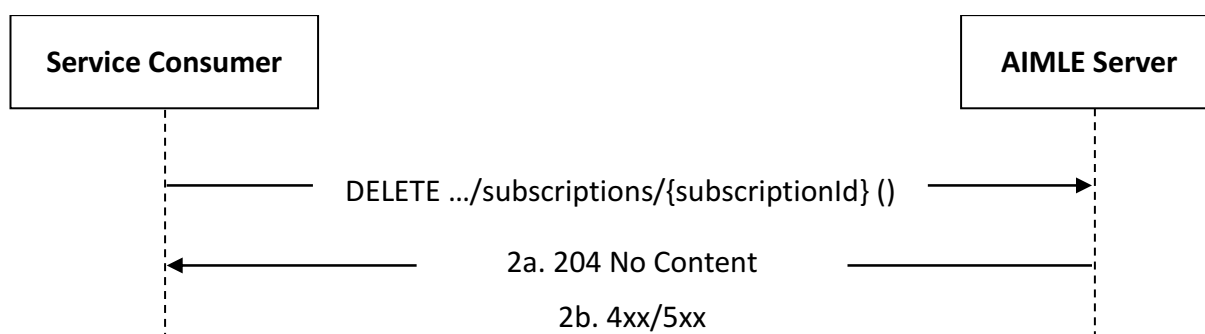 Service Consumer
AIMLE Server
DELETE …/subscriptions/{subscriptionId} ()
2a. 204 No Content
2b. 4xx/5xx